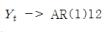 Yₜ -> AR(1)12